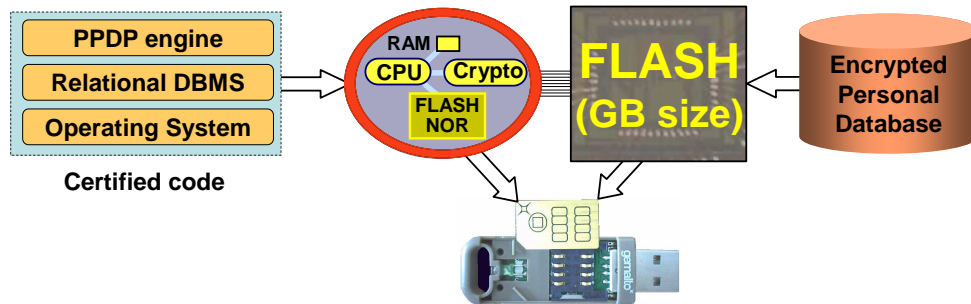 PPDP engine
Relational DBMS
Operating System
Certified code
RAM
CPU
Crypto
FLASH
NOR
FLASH
(GB size)
Encrypted
Personal
Database
gemalto